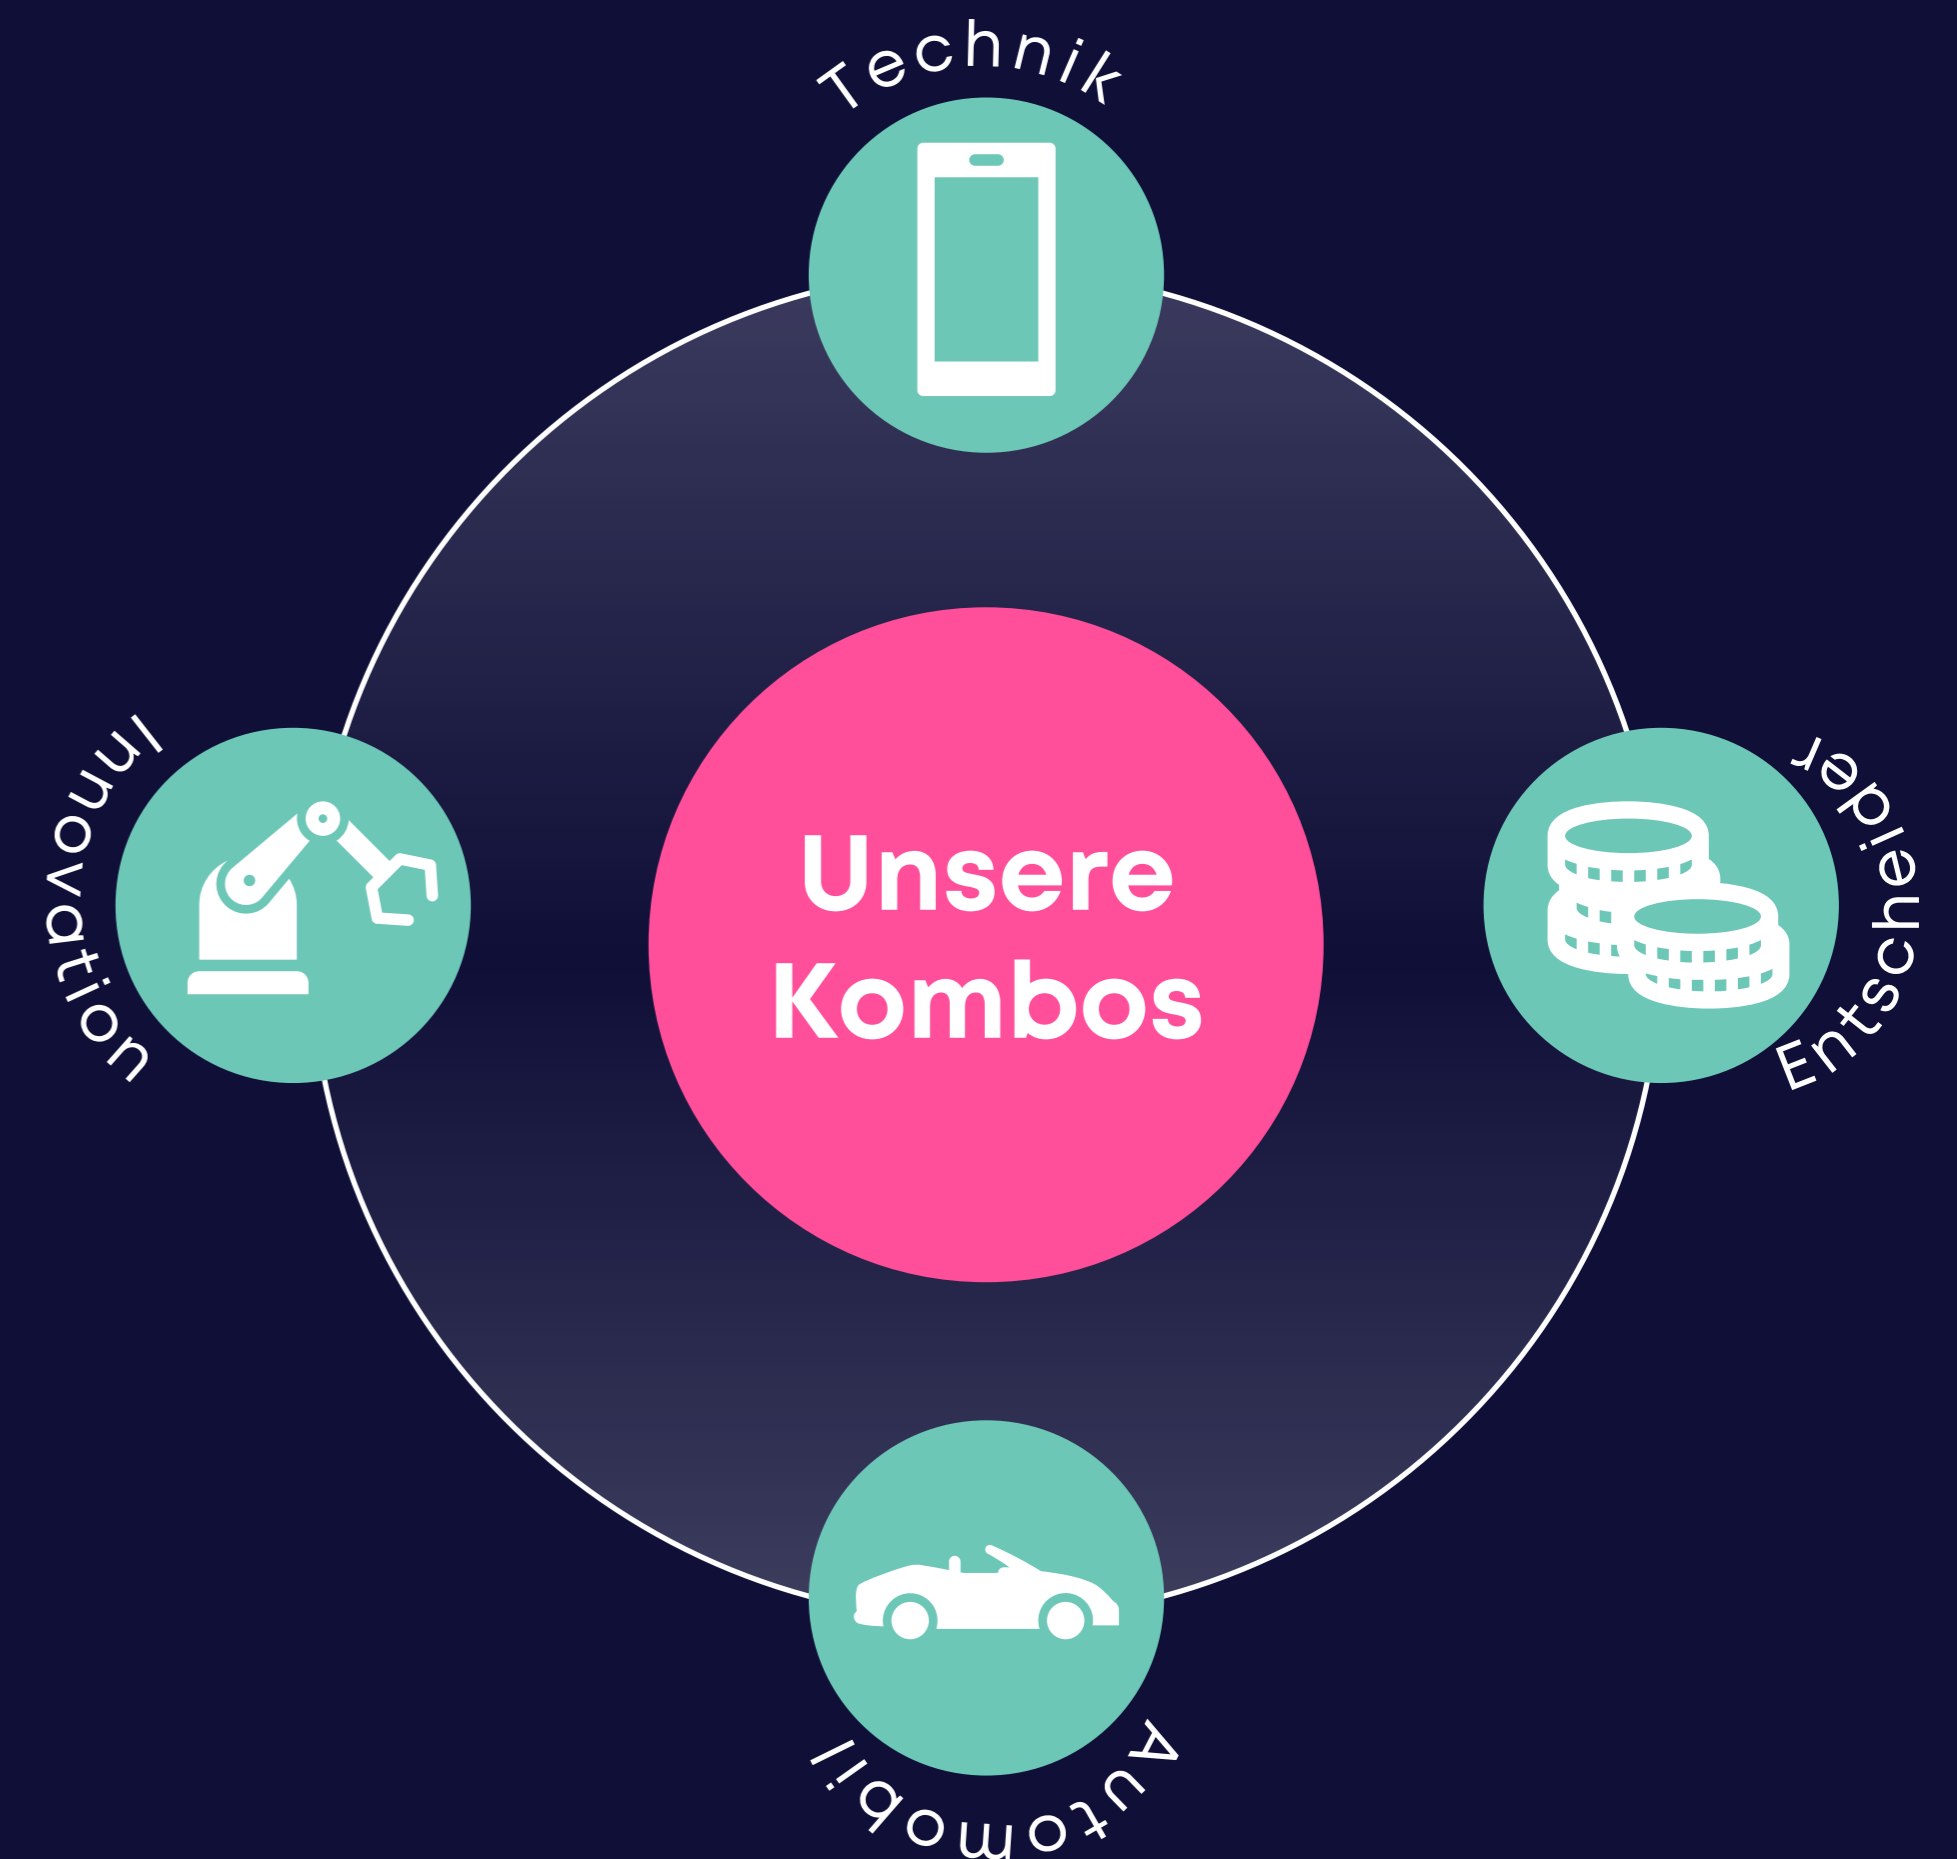 Technik
Innovation
Unsere
Kombos
Entscheider
Automobil